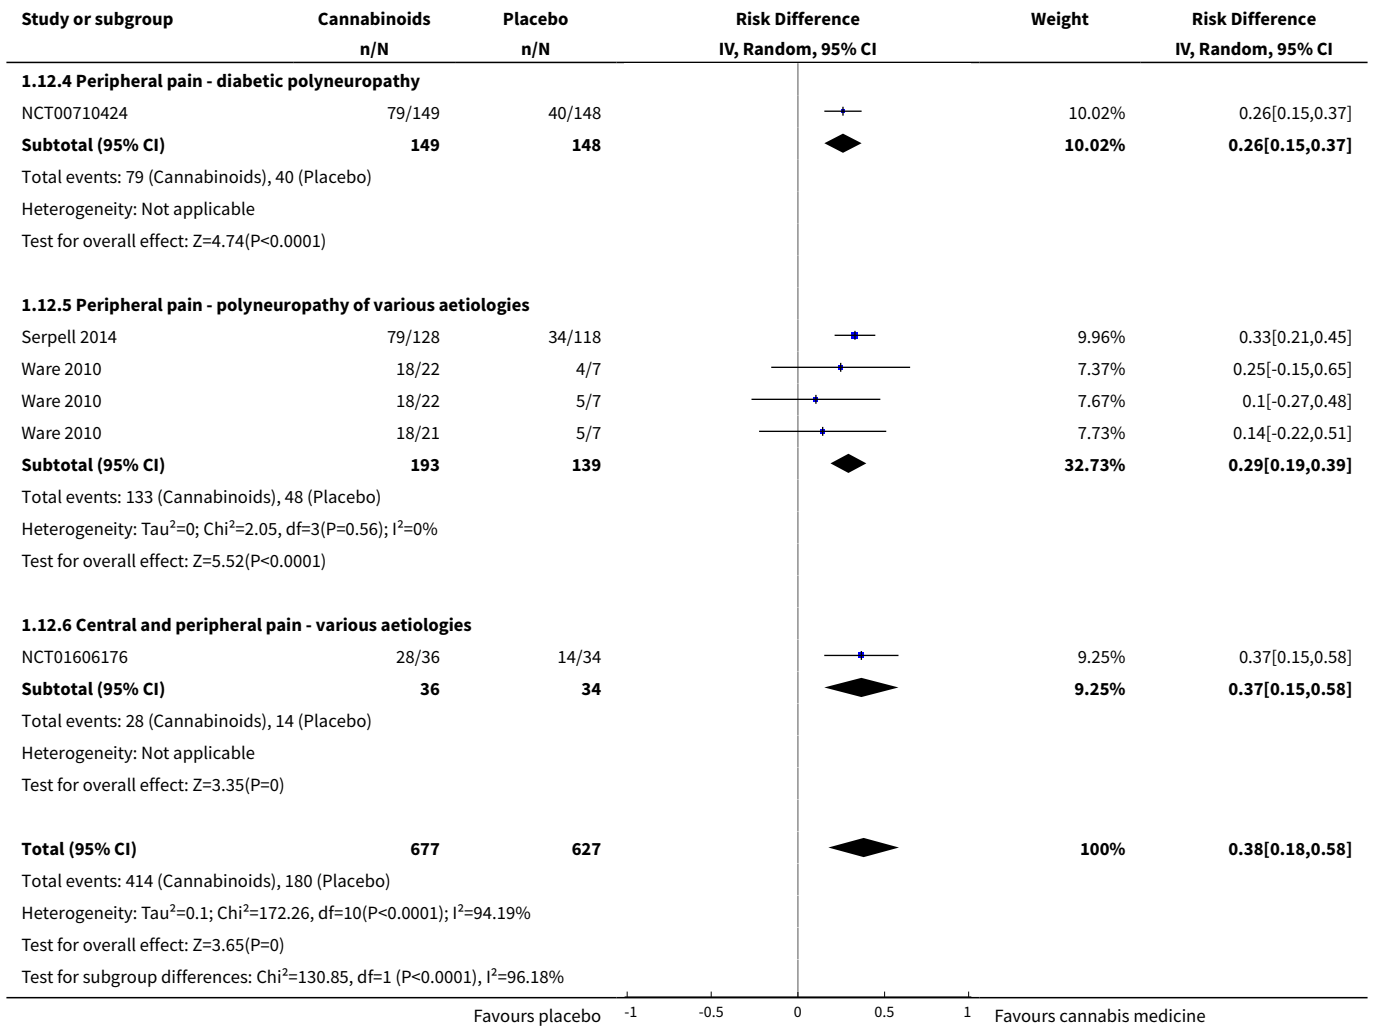 Study or subgroup Cannabinoids Placebo Risk Difference Weight Risk Difference
n/N n/N IV, Random, 95% CI IV, Random, 95% CI
1.12.4 Peripheral pain - diabetic polyneuropathy
NCT00710424 79/149 40/148 10.02% 0.26[0.15,0.37]
Subtotal (95% CI) 149 148 10.02% 0.26[0.15,0.37]
Total events: 79 (Cannabinoids), 40 (Placebo)
Heterogeneity: Not applicable
Test for overall effect: Z=4.74(P<0.0001)
1.12.5 Peripheral pain - polyneuropathy of various aetiologies
Serpell 2014 79/128 34/118 9.96% 0.33[0.21,0.45]
Ware 2010 18/22 4/7 7.37% 0.25[-0.15,0.65]
Ware 2010 18/22 5/7 7.67% 0.1[-0.27,0.48]
Ware 2010 18/21 5/7 7.73% 0.14[-0.22,0.51]
Subtotal (95% CI) 193 139 32.73% 0.29[0.19,0.39]
Total events: 133 (Cannabinoids), 48 (Placebo)
Heterogeneity: Tau²=0; Chi²=2.05, df=3(P=0.56); I²=0%
Test for overall effect: Z=5.52(P<0.0001)
1.12.6 Central and peripheral pain - various aetiologies
NCT01606176 28/36 14/34 9.25% 0.37[0.15,0.58]
Subtotal (95% CI) 36 34 9.25% 0.37[0.15,0.58]
Total events: 28 (Cannabinoids), 14 (Placebo)
Heterogeneity: Not applicable
Test for overall effect: Z=3.35(P=0)
Total (95% CI) 677 627 100% 0.38[0.18,0.58]
Total events: 414 (Cannabinoids), 180 (Placebo)
Heterogeneity: Tau²=0.1; Chi²=172.26, df=10(P<0.0001); I²=94.19%
Test for overall effect: Z=3.65(P=0)
Test for subgroup differences: Chi²=130.85, df=1 (P<0.0001), I²=96.18%
Favours placebo -1 -0.5 0 0.5 1 Favours cannabis medicine